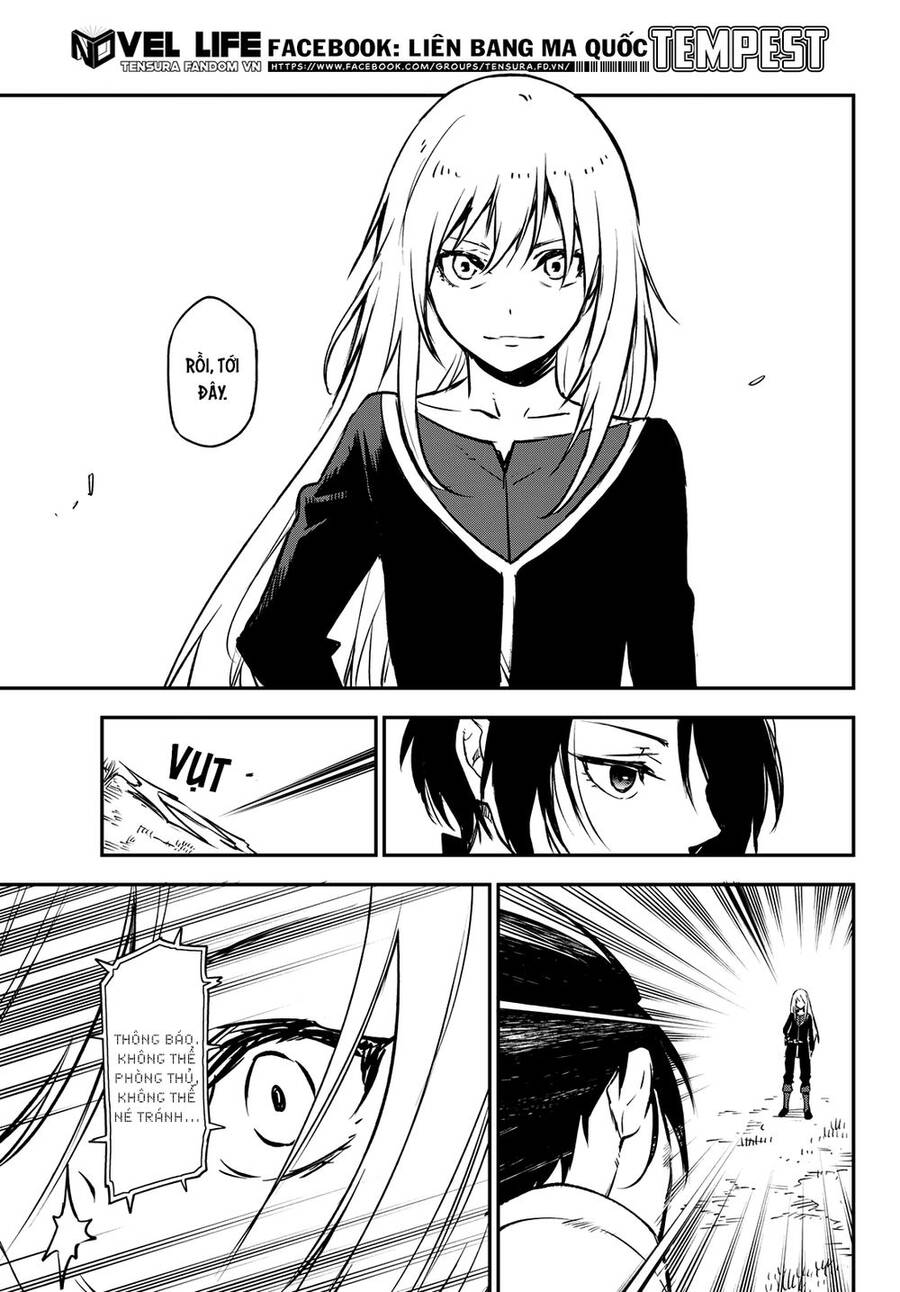 NOVEL LIFE
TENSURA FANDOM VN
FACEBOOK: LIÊN BANG MA QUỐC
HTTPS://WWW.FACEBOOK.COM/GROUPS/TENSURA.FD.VN/
TEMPEST
RỒI, TỚI
ĐÂY.
VỤT
THÔNG BÁO.
KHÔNG THỂ
PHÒNG THỦ,
KHÔNG THỂ
NÉ TRÁNH...